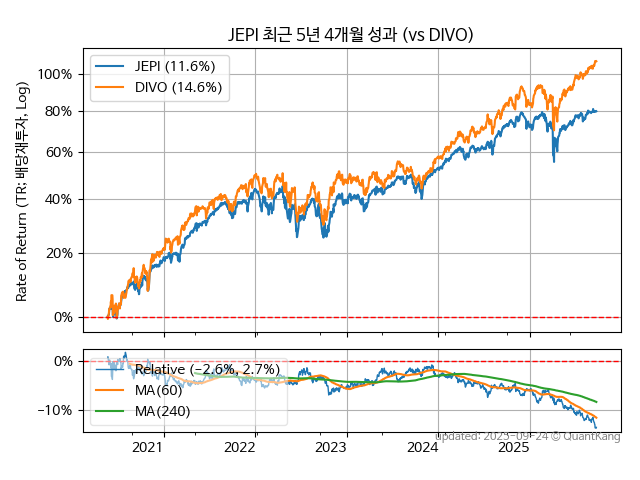 JEPI 최근 5년 4개월 성과 (vs DIVO)
Rate of Return (TR: 배당재투자, Log)
JEPI (11.6%)
DIVO (14.6%)
100%
80%
60%
40%
20%
0%
Relative (-2.6%, 2.7%)
MA(60)
MA(240)
0%
-10%
2021 2022 2023 2024 2025
updated: 2025-09-24 © QuantKang